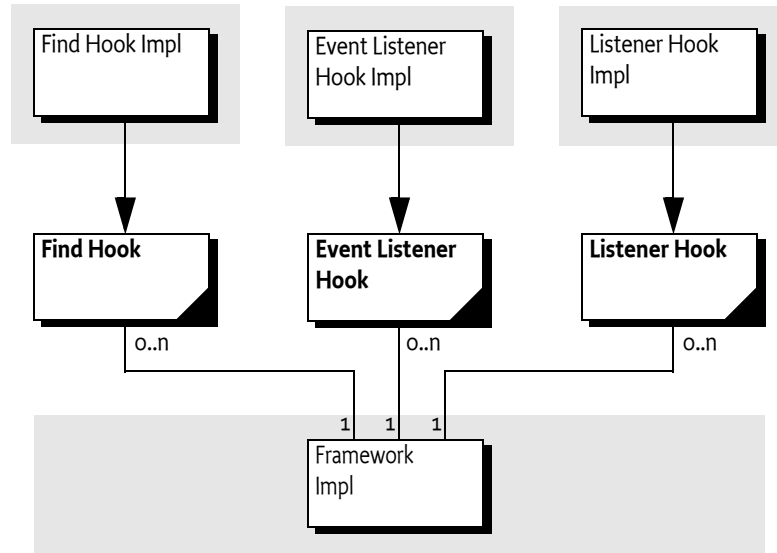 Find Hook Impl
Event Listener
Hook Impl
Listener Hook
Impl
Find Hook
Event Listener
Hook
Listener Hook
0..n
0..n
0..n
1
1
1
Framework
Impl